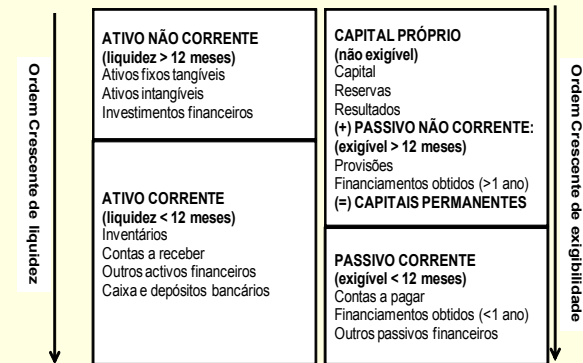 Ordem Crescente de liquidez
ATIVO NÃO CORRENTE
(liquidez > 12 meses)
Ativos fixos tangíveis
Ativos intangíveis
Investimentos financeiros
ATIVO CORRENTE
(liquidez < 12 meses)
Inventários
Contas a receber
Outros activos financeiros
Caixa e depósitos bancários
CAPITAL PRÓPRIO
(não exigível)
Capital
Reservas
Resultados
(+) PASSIVO NÃO CORRENTE:
(exigível > 12 meses)
Provisões
Financiamentos obtidos (>1 ano)
(=) CAPITAIS PERMANENTES
PASSIVO CORRENTE
(exigível < 12 meses)
Contas a pagar
Financiamentos obtidos (<1 ano)
Outros passivos financeiros
Ordem Crescente de exigibilidade